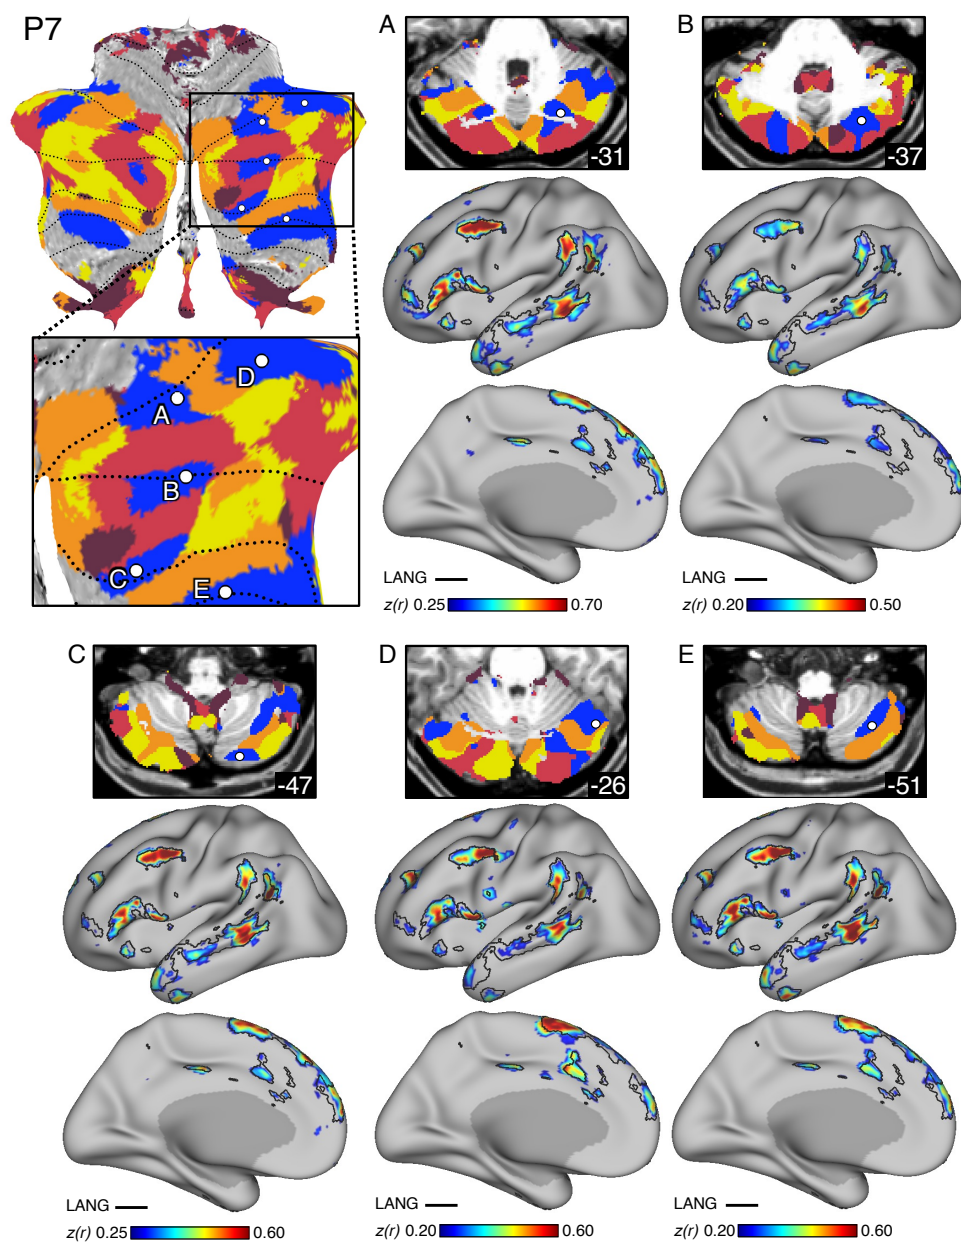 P7
A
-31
B
-37
D
A
B
C
E
LANG
z(r) 0.25 0.70
LANG
z(r) 0.20 0.50
C
-47
D
-26
E
-51
LANG
z(r) 0.25 0.60
LANG
z(r) 0.20 0.60
LANG
z(r) 0.20 0.60